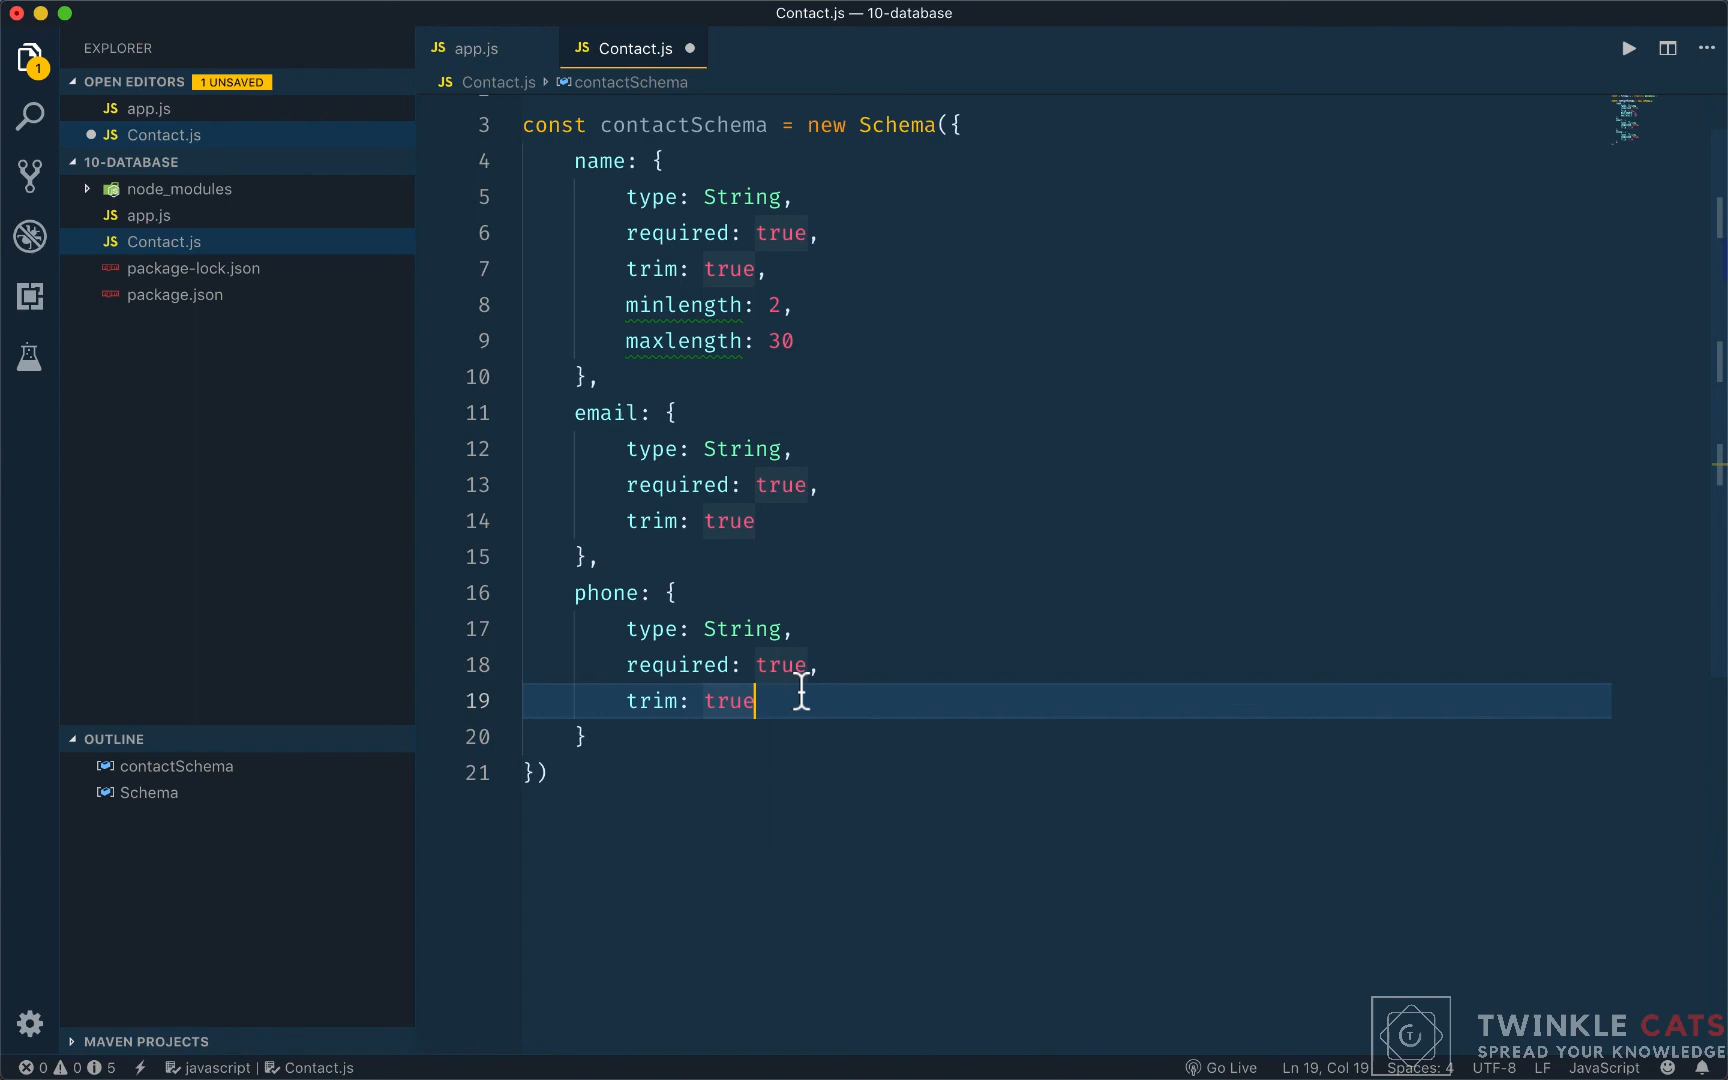 Contact.js — 10-database
EXPLORER
OPEN EDITORS 1 UNSAVED
JS app.js
JS Contact.js
10-DATABASE
node_modules
JS app.js
JS Contact.js
package-lock.json
package.json
OUTLINE
contactSchema
Schema
MAVEN PROJECTS
1
JS app.js
JS Contact.js
JS Contact.js contactSchema
3 const contactSchema = new Schema({
4 name: {
5 type: String,
6 required: true,
7 trim: true,
8 minlength: 2,
9 maxlength: 30
10 },
11 email: {
12 type: String,
13 required: true,
14 trim: true
15 },
16 phone: {
17 type: String,
18 required: true,
19 trim: true
20 }
21 })
TWINKLE CATS
SPREAD YOUR KNOWLEDGE
0 0 5 javascript | Contact.js Go Live Ln 19, Col 19 Spaces: 4 UTF-8 LF JavaScript